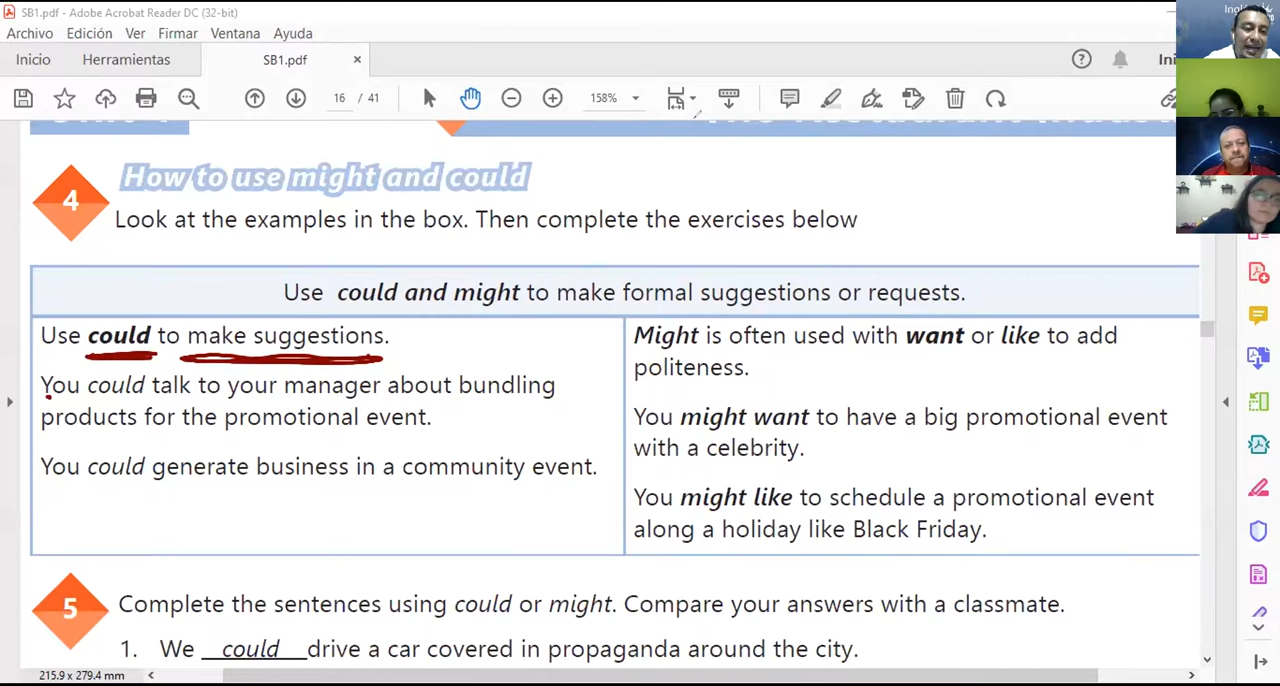 SB1.pdf - Adobe Acrobat Reader DC (32-bit)
Archivo Edición Ver Firmar Ventana Ayuda
Inicio Herramientas SB1.pdf ×
16 / 41 158%
4 How to use might and could
Look at the examples in the box. Then complete the exercises below
Use could and might to make formal suggestions or requests.
Use could to make suggestions.
You could talk to your manager about bundling
products for the promotional event.
You could generate business in a community event.
Might is often used with want or like to add
politeness.
You might want to have a big promotional event
with a celebrity.
You might like to schedule a promotional event
along a holiday like Black Friday.
5 Complete the sentences using could or might. Compare your answers with a classmate.
1. We __could__drive a car covered in propaganda around the city.
215.9 x 279.4 mm